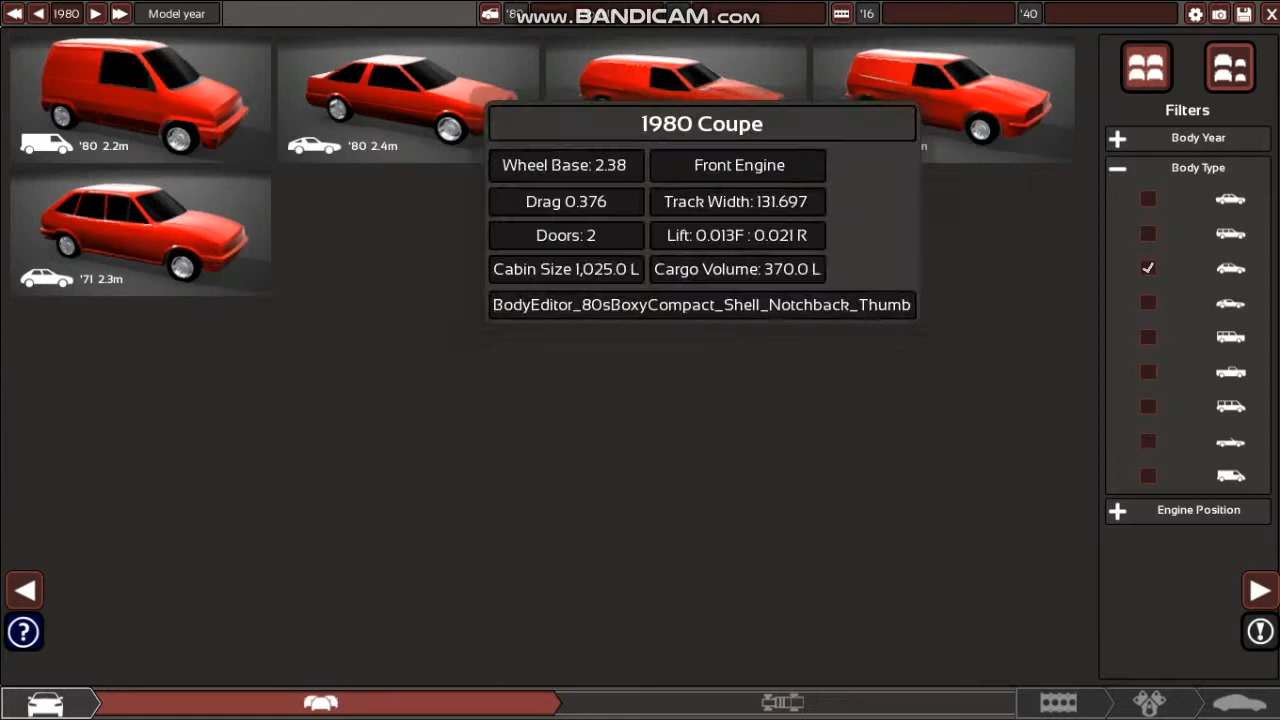 1980
Model year
'8
www.BANDICAM.com
'16
'40
X
'80 2.2m
'80 2.4m
m
'71 2.3m
1980 Coupe
Wheel Base: 2.38
Front Engine
Drag 0.376
Track Width: 131.697
Doors: 2
Lift: 0.013F : 0.021 R
Cabin Size 1,025.0 L
Cargo Volume: 370.0 L
BodyEditor_80sBoxyCompact_Shell_Notchback_Thumb
Filters
Body Year
Body Type
Engine Position